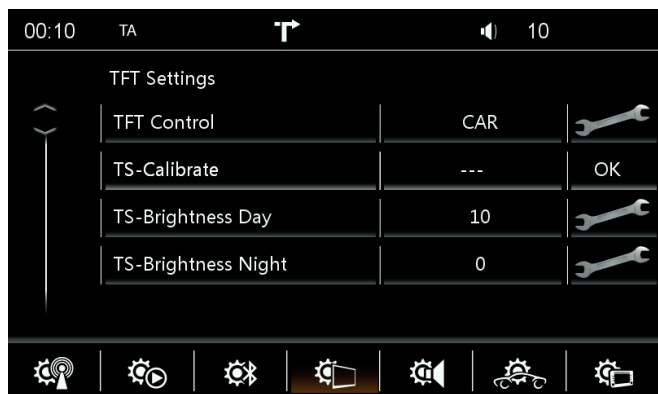 00:10 TA 10
TFT Settings
TFT Control CAR
TS-Calibrate --- OK
TS-Brightness Day 10
TS-Brightness Night 0